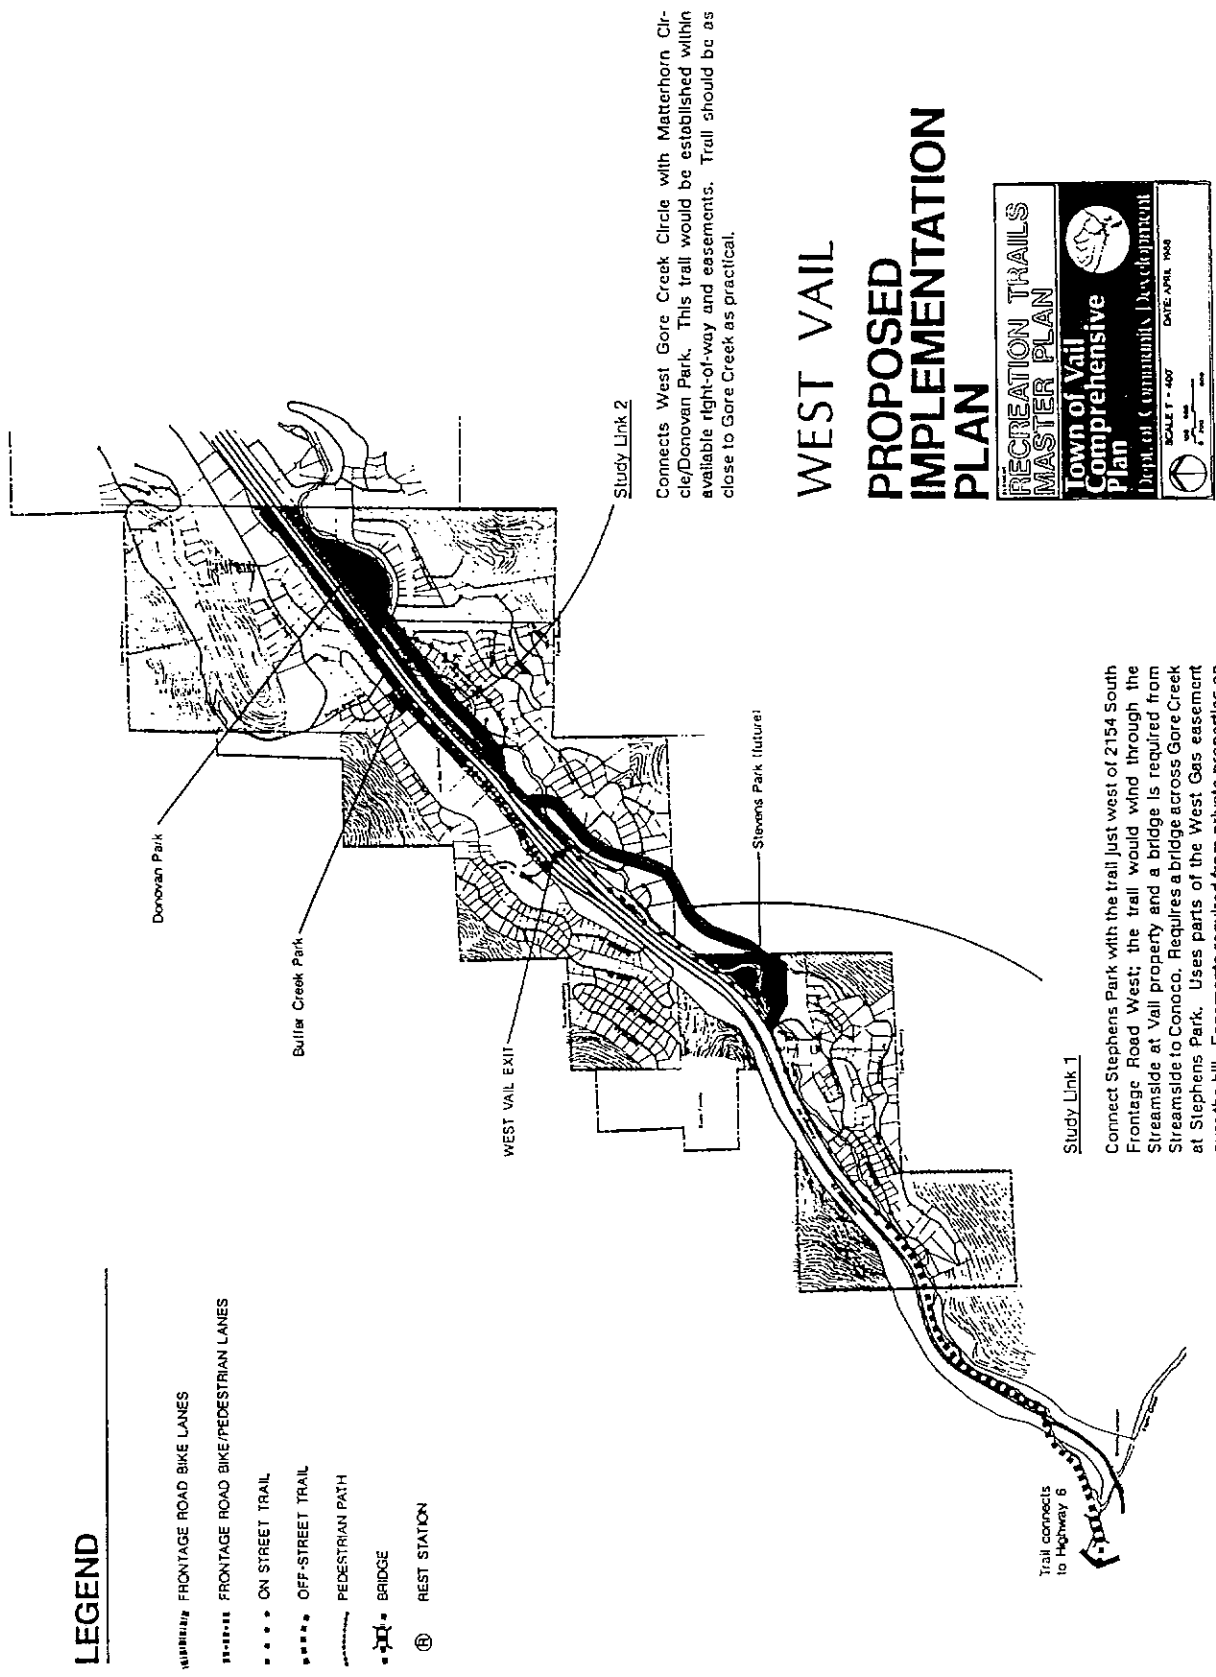 LEGEND
FRONTAGE ROAD BIKE LANES
FRONTAGE ROAD BIKE/PEDESTRIAN LANES
ON STREET TRAIL
OFF-STREET TRAIL
PEDESTRIAN PATH
BRIDGE
R REST STATION
Donovan Park
Buffer Creek Park
WEST VAIL EXIT
Stevens Park (future)
Trail connects
to Highway 6
Study Link 1
Connect Stephens Park with the trail just west of 2154 South
Frontage Road West; the trail would wind through the
Streamside at Vail property and a bridge is required from
Streamside to Conoco. Requires a bridge across Gore Creek
at Stephens Park. Uses parts of the West Gas easement
Study Link 2
Connects West Gore Creek Circle with Matterhorn Cir-
cle/Donovan Park. This trail would be established within
available right-of-way and easements. Trail should be as
close to Gore Creek as practical.
WEST VAIL
PROPOSED
IMPLEMENTATION
PLAN
RECREATION TRAILS
MASTER PLAN
Town of Vail
Comprehensive
Plan
Dept. of Community Development
SCALE 1" = 400'
DATE: APRIL 1988